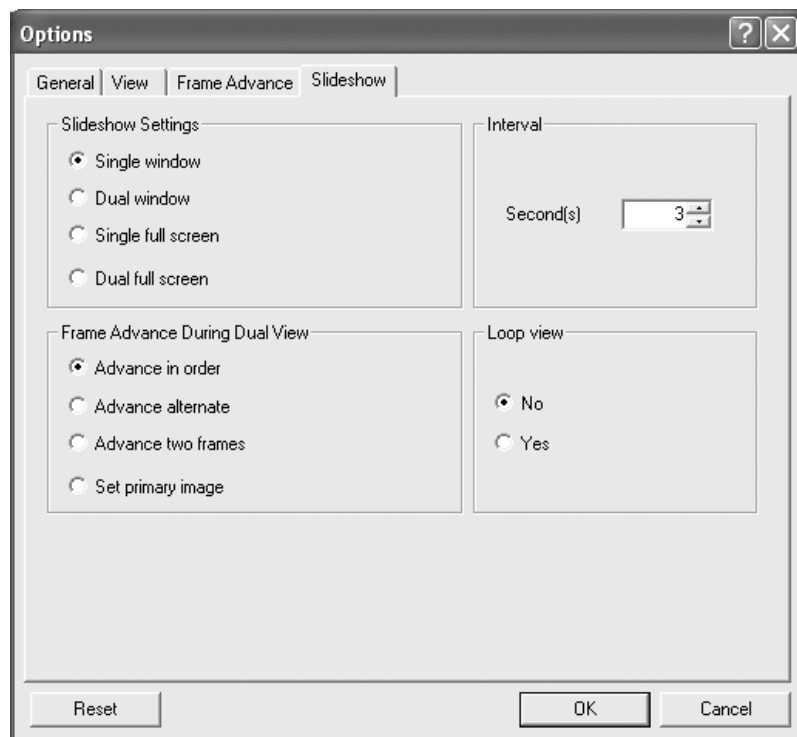 Options
General View Frame Advance Slideshow
Slideshow Settings
Single window
Dual window
Single full screen
Dual full screen
Interval
Second(s) 3
Frame Advance During Dual View
Advance in order
Advance alternate
Advance two frames
Set primary image
Loop view
No
Yes
Reset OK Cancel